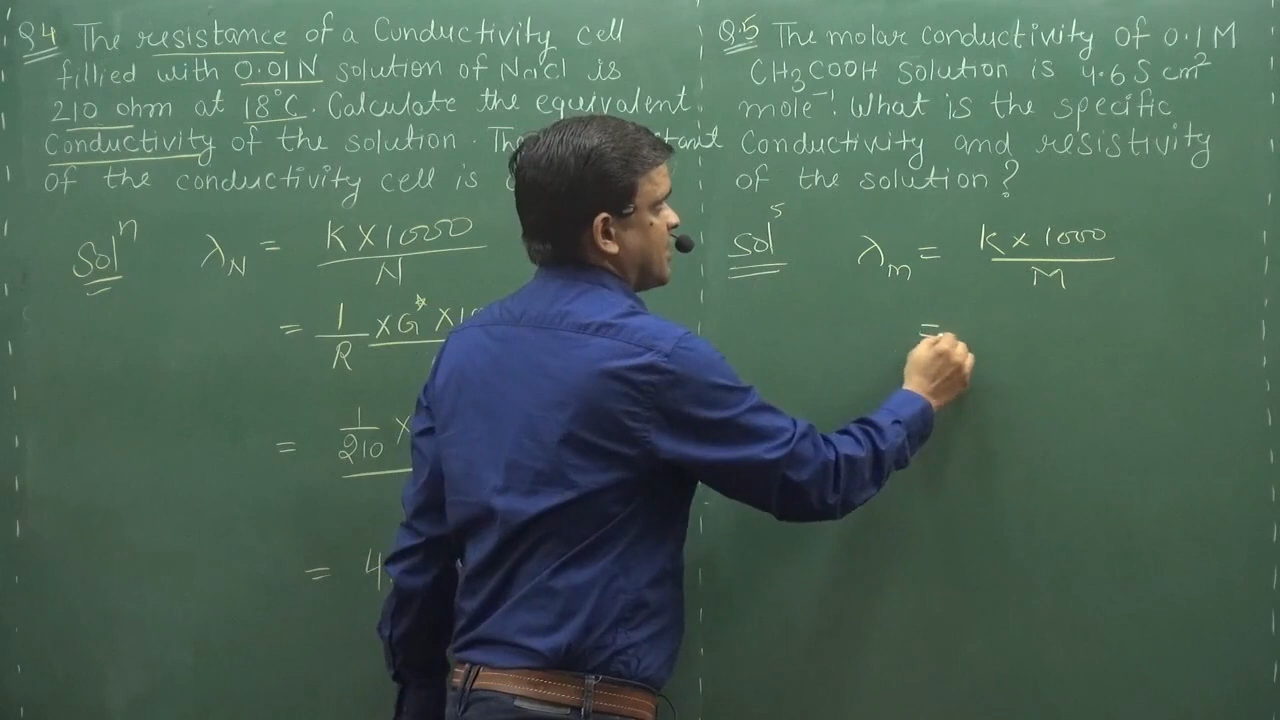 Q.4 The resistance of a Conductivity cell
fillied with 0.01N solution of Nacl is
210 ohm at 18°C. Calculate the equivalent
Conductivity of the solution. The
of the conductivity cell is
Solⁿ λN = K×1000 / N
= 1/R ×G* ×
= 1/210 ×
= 4
Q.5 The molar conductivity of 0.1M
CH3COOH solution is 4.6 S cm²
mole⁻¹. What is the specific
Conductivity and resistivity
of the solution?
Sol⁵ λm = K×1000 / M
=